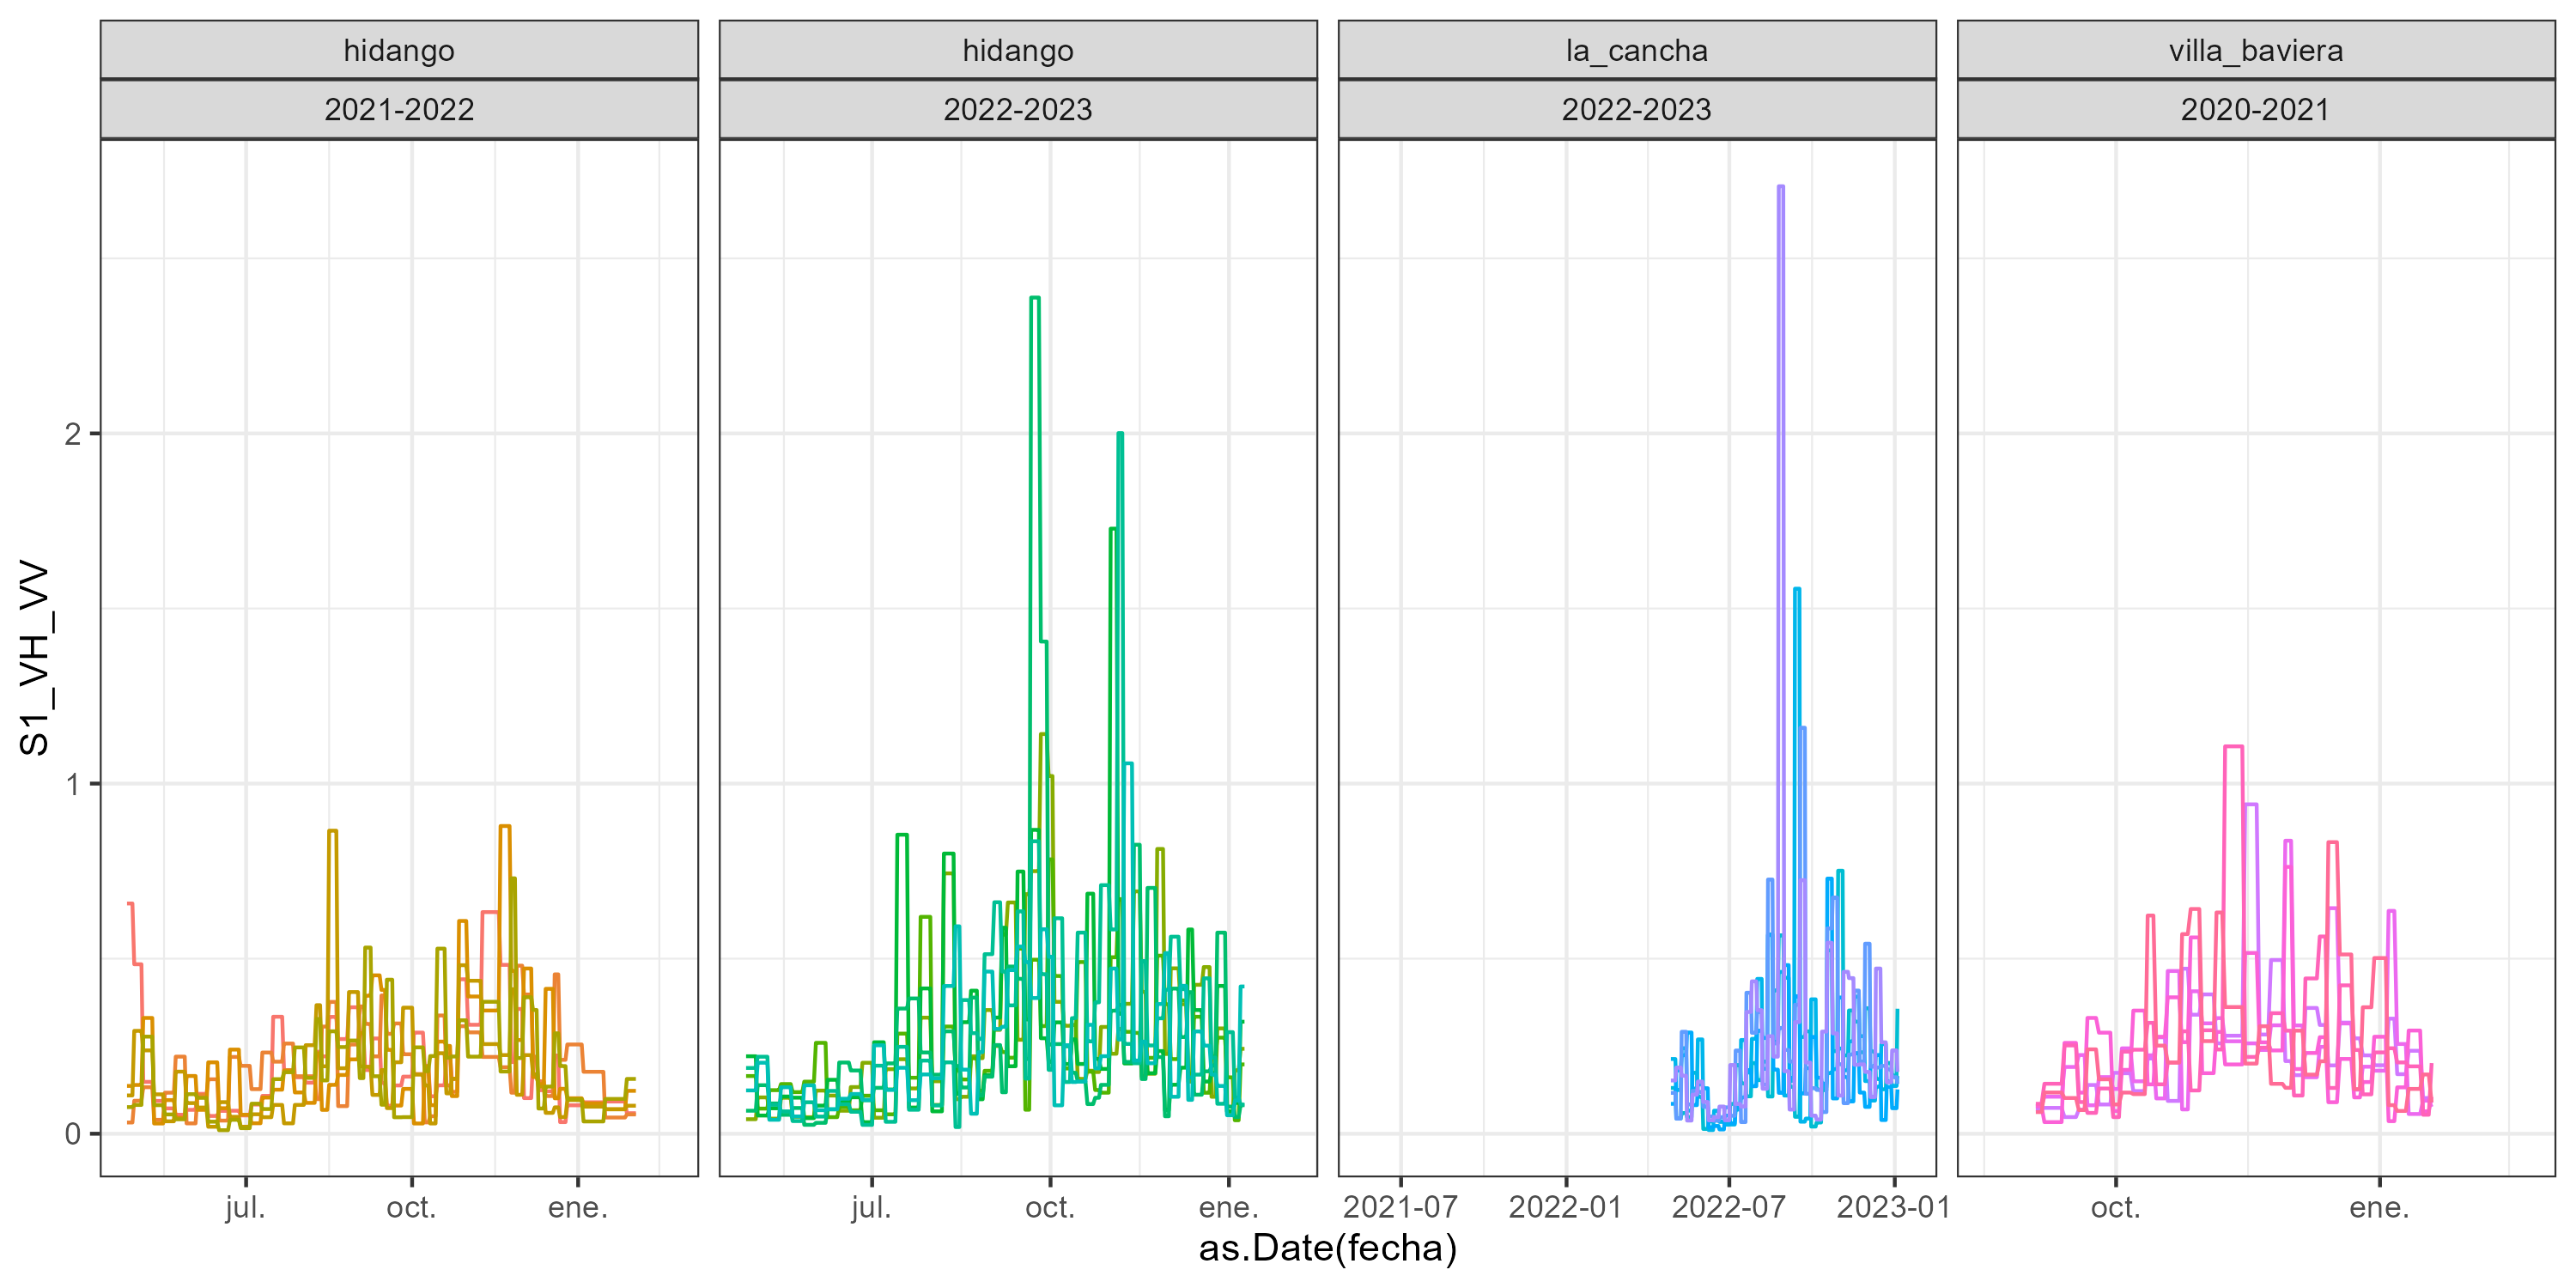 hidango
hidango
la_cancha
villa_baviera
2021-2022
2022-2023
2022-2023
2020-2021
2
1
0
S1_VH_VV
jul.
oct.
ene.
jul.
oct.
ene.
2021-07
2022-01
2022-07
2023-01
oct.
ene.
as.Date(fecha)